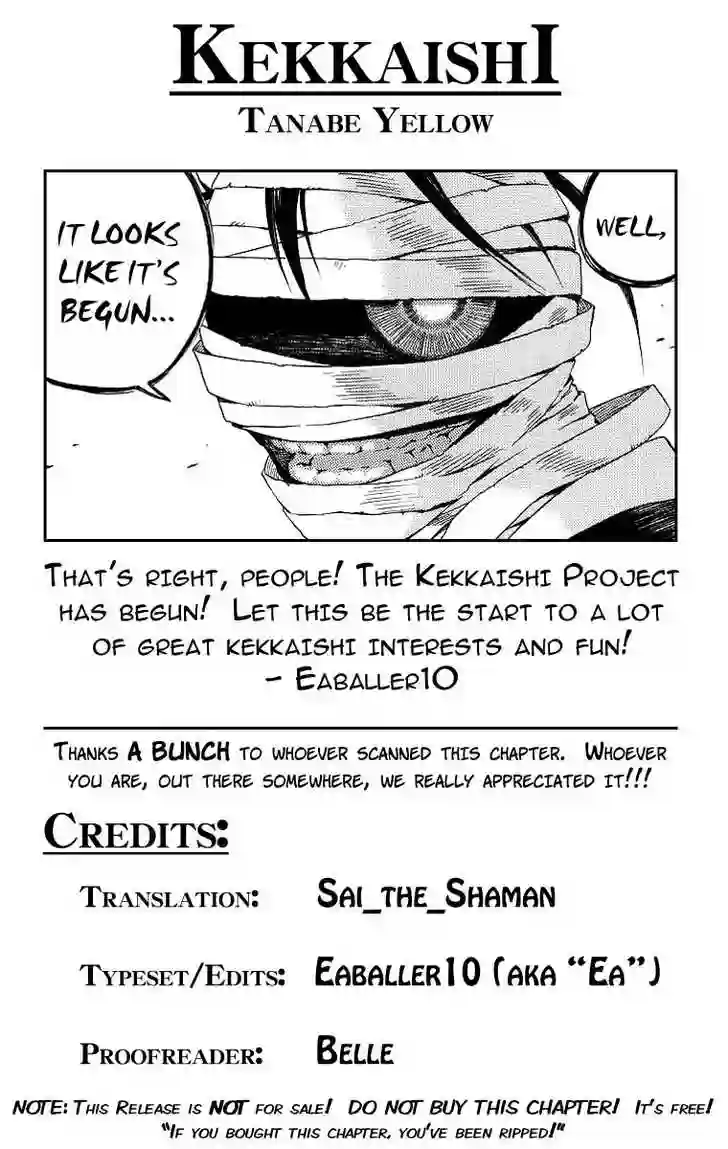 KEKKAISHI
TANABE YELLOW
WELL,
IT LOOKS
LIKE IT'S
BEGUN...
THAT'S RIGHT, PEOPLE! THE KEKKAISHI PROJECT
HAS BEGUN! LET THIS BE THE START TO A LOT
OF GREAT KEKKAISHI INTERESTS AND FUN!
- EABALLER10
THANKS A BUNCH TO WHOEVER SCANNED THIS CHAPTER. WHOEVER
YOU ARE, OUT THERE SOMEWHERE, WE REALLY APPRECIATED IT!!!
CREDITS:
TRANSLATION: SAI_THE_SHAMAN
TYPESET/EDITS: EABALLER10 (AKA "EA")
PROOFREADER: BELLE
NOTE: THIS RELEASE IS NOT FOR SALE! DO NOT BUY THIS CHAPTER! IT'S FREE!
"IF YOU BOUGHT THIS CHAPTER, YOU'VE BEEN RIPPED!"